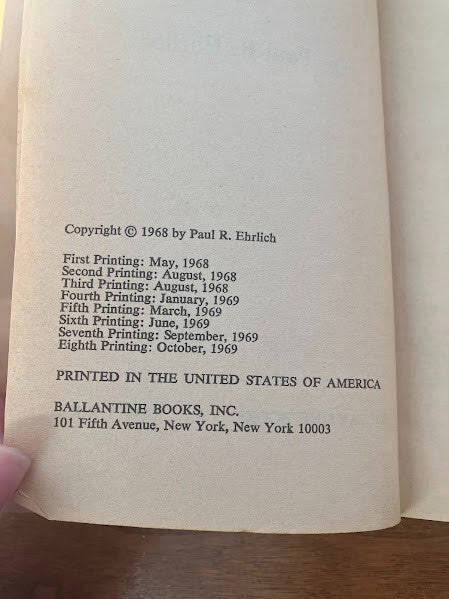 Copyright © 1968 by Paul R. Ehrlich
First Printing: May, 1968
Second Printing: August, 1968
Third Printing: August, 1968
Fourth Printing: January, 1969
Fifth Printing: March, 1969
Sixth Printing: June, 1969
Seventh Printing: September, 1969
Eighth Printing: October, 1969
PRINTED IN THE UNITED STATES OF AMERICA
BALLANTINE BOOKS, INC.
101 Fifth Avenue, New York, New York 10003